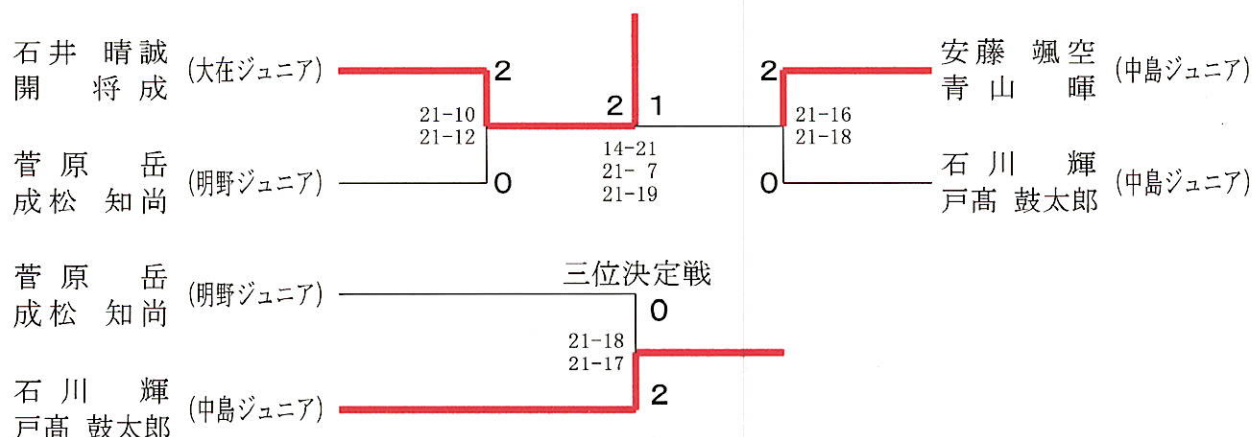 石井 晴誠
開 将成
(大在ジュニア)
2
21-10
21-12
菅原 岳
成松 知尚
(明野ジュニア)
0
2
1
14-21
21- 7
21-19
安藤 颯空
青山 暉
(中島ジュニア)
2
21-16
21-18
石川 輝
戸髙 鼓太郎
(中島ジュニア)
0
三位決定戦
菅原 岳
成松 知尚
(明野ジュニア)
0
21-18
21-17
石川 輝
戸髙 鼓太郎
(中島ジュニア)
2